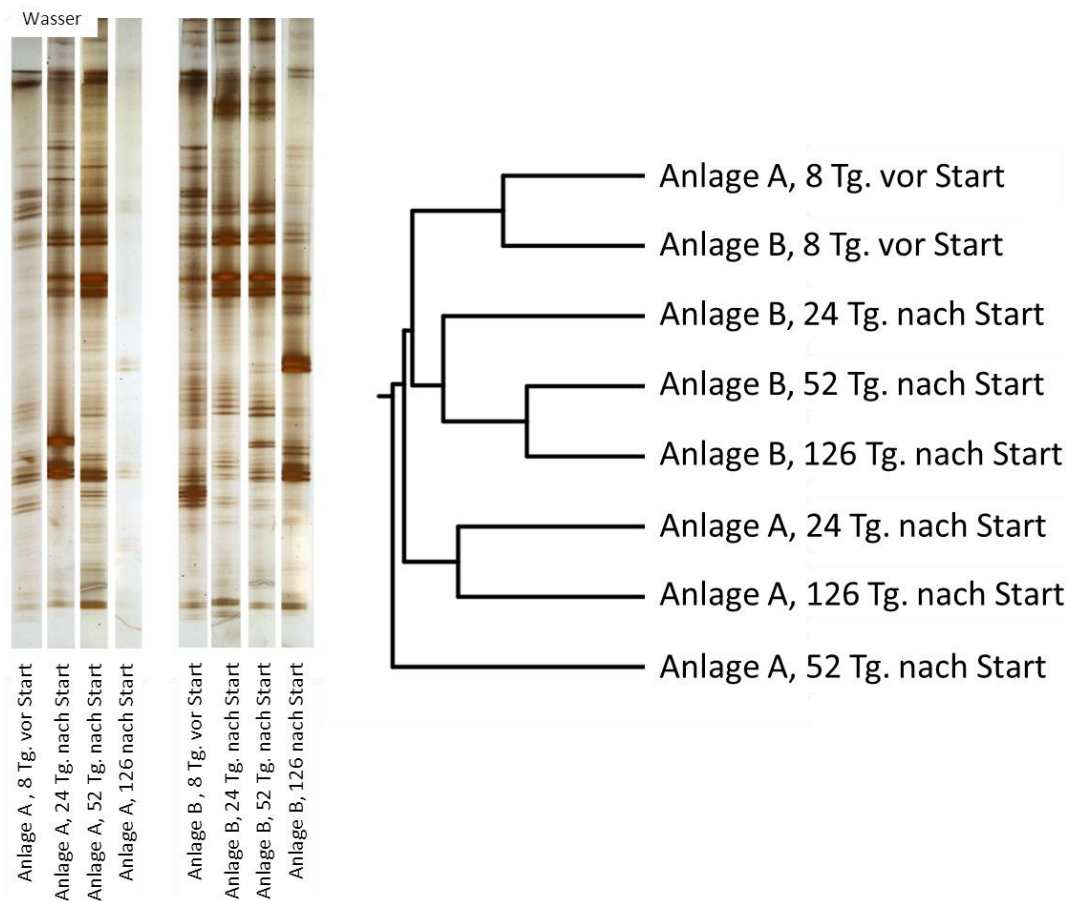 Wasser
Anlage A, 8 Tg. vor Start
Anlage B, 8 Tg. vor Start
Anlage B, 24 Tg. nach Start
Anlage B, 52 Tg. nach Start
Anlage B, 126 Tg. nach Start
Anlage A, 24 Tg. nach Start
Anlage A, 126 Tg. nach Start
Anlage A, 52 Tg. nach Start
Anlage A , 8 Tg. vor Start
Anlage A, 24 Tg. nach Start
Anlage A, 52 Tg. nach Start
Anlage A, 126 nach Start
Anlage B , 8 Tg. vor Start
Anlage B, 24 Tg. nach Start
Anlage B, 52 Tg. nach Start
Anlage B, 126 nach Start